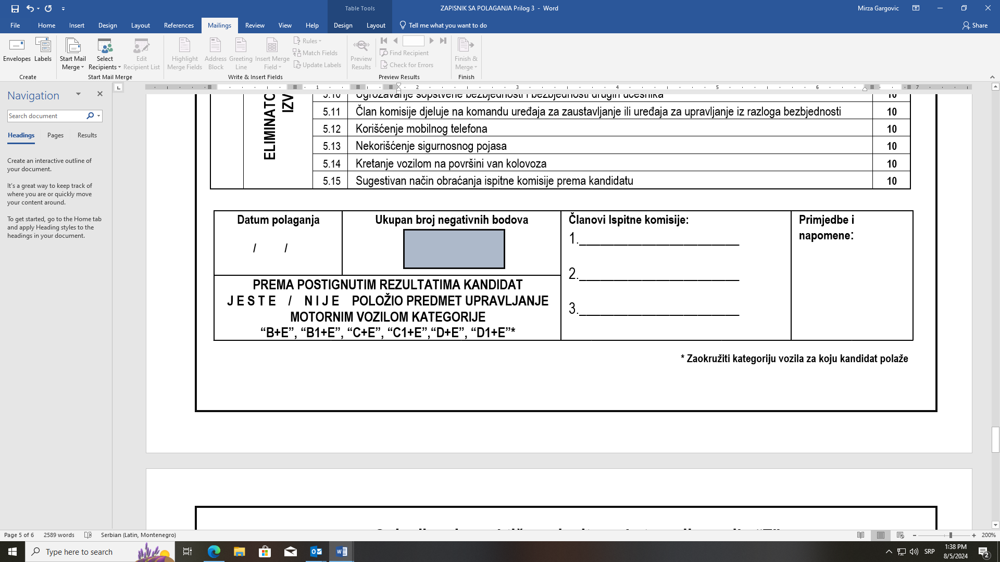 Table Tools
ZAPISNIK SA POLAGANJA Prilog 3 - Word
Mirza Gargovic
File Home Insert Design Layout References Mailings Review View Help Design Layout Tell me what you want to do Share
Envelopes Labels Start Mail Merge Select Recipients Edit Recipient List Highlight Merge Fields Address Block Greeting Line Insert Merge Field Rules Match Fields Update Labels Preview Results Find Recipient Check for Errors Finish & Merge
Create Start Mail Merge Write & Insert Fields Preview Results Finish
1 2 3 4 5 6 7
Navigation
Search document
Headings Pages Results
Create an interactive outline of
your document.
It's a great way to keep track of
where you are or quickly move
your content around.
To get started, go to the Home tab
and apply Heading styles to the
headings in your document.
ELIMINATO
IZV
5.10 Ugrožavanje sopstvene bezbjednosti i bezbjednosti drugih učesnika 10
5.11 Član komisije djeluje na komandu uređaja za zaustavljanje ili uređaja za upravljanje iz razloga bezbjednosti 10
5.12 Korišćenje mobilnog telefona 10
5.13 Nekorišćenje sigurnosnog pojasa 10
5.14 Kretanje vozilom na površini van kolovoza 10
5.15 Sugestivan način obraćanja ispitne komisije prema kandidatu 10
Datum polaganja
/ /
Ukupan broj negativnih bodova
PREMA POSTIGNUTIM REZULTATIMA KANDIDAT
J E S T E / N I J E POLOŽIO PREDMET UPRAVLJANJE
MOTORNIM VOZILOM KATEGORIJE
“B+E”, “B1+E”, “C+E”, “C1+E”,“D+E”, “D1+E”*
Članovi Ispitne komisije:
1.______________________
2.______________________
3.______________________
Primjedbe i
napomene:
* Zaokružiti kategoriju vozila za koju kandidat polaže
Page 5 of 6 2589 words Serbian (Latin, Montenegro) 200%
Type here to search
SRP
1:38 PM
8/5/2024
2